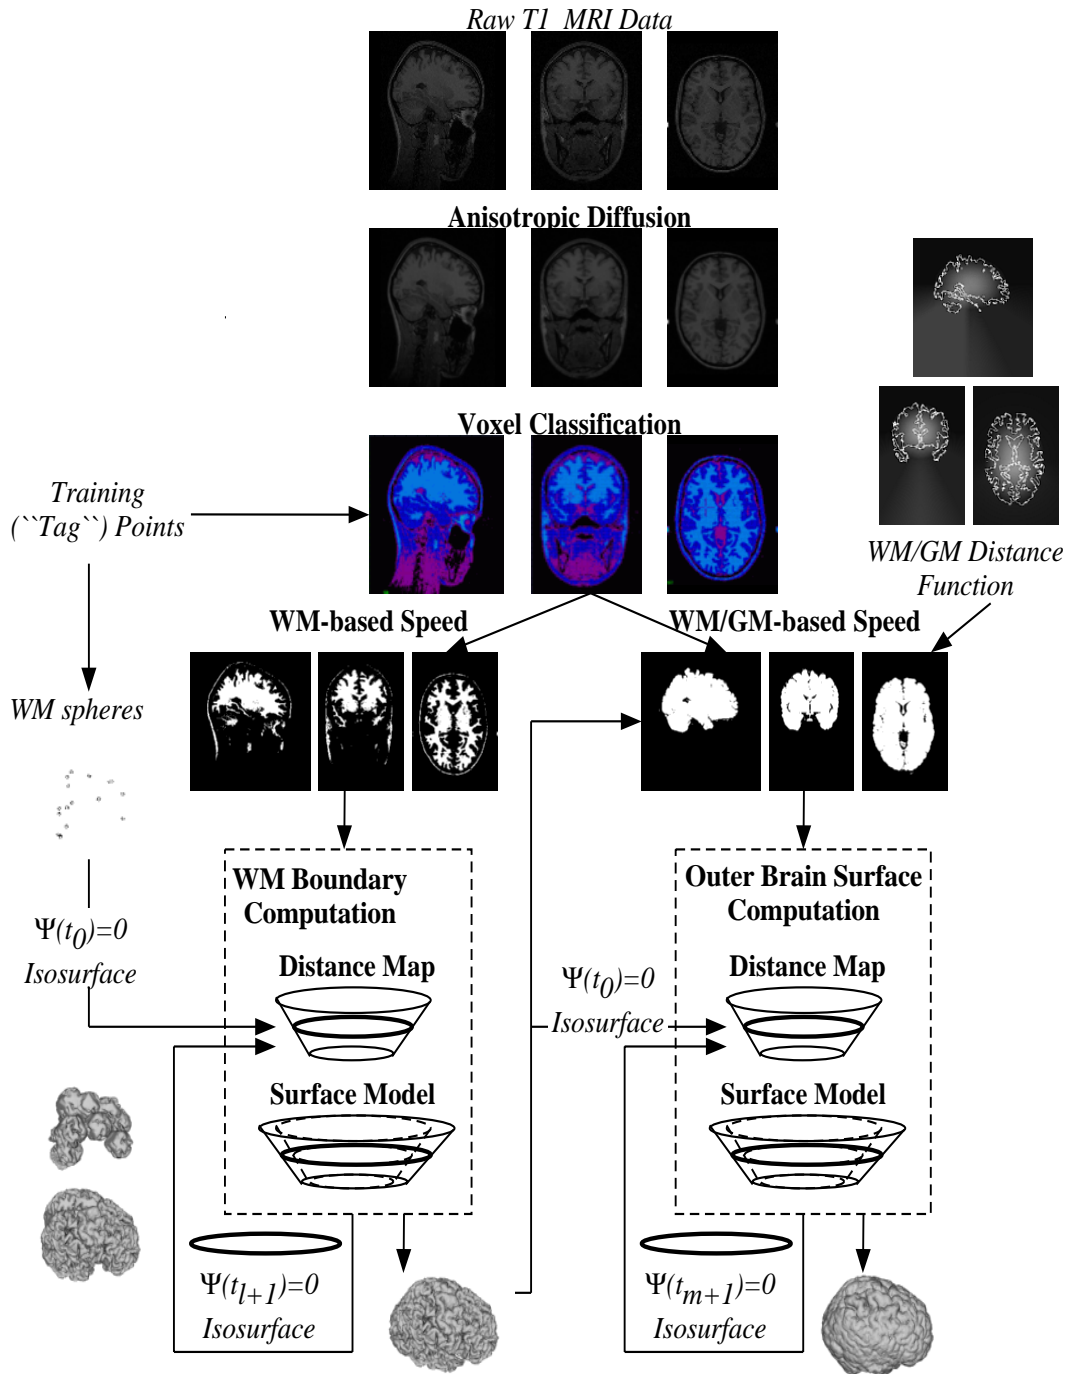 Raw T1 MRI Data
Anisotropic Diffusion
Voxel Classification
Training
(``Tag``) Points
WM/GM Distance
Function
WM-based Speed
WM/GM-based Speed
WM spheres
WM Boundary
Computation
Outer Brain Surface
Computation
Ψ(t0)=0
Isosurface
Distance Map
Ψ(t0)=0
Isosurface
Distance Map
Surface Model
Surface Model
Ψ(tl+1)=0
Isosurface
Ψ(tm+1)=0
Isosurface